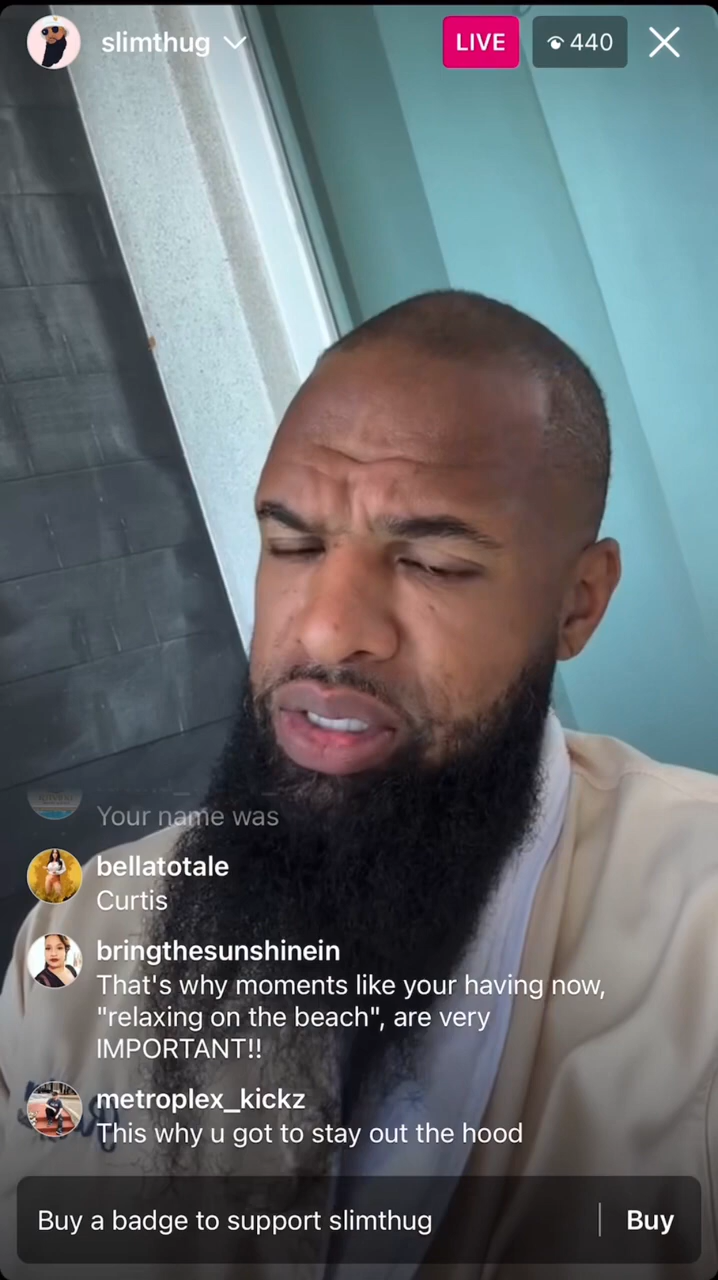 slimthug
LIVE
440
Your name was
bellatotale
Curtis
bringthesunshinein
That's why moments like your having now,
"relaxing on the beach", are very
IMPORTANT!!
metroplex_kickz
This why u got to stay out the hood
Buy a badge to support slimthug
Buy